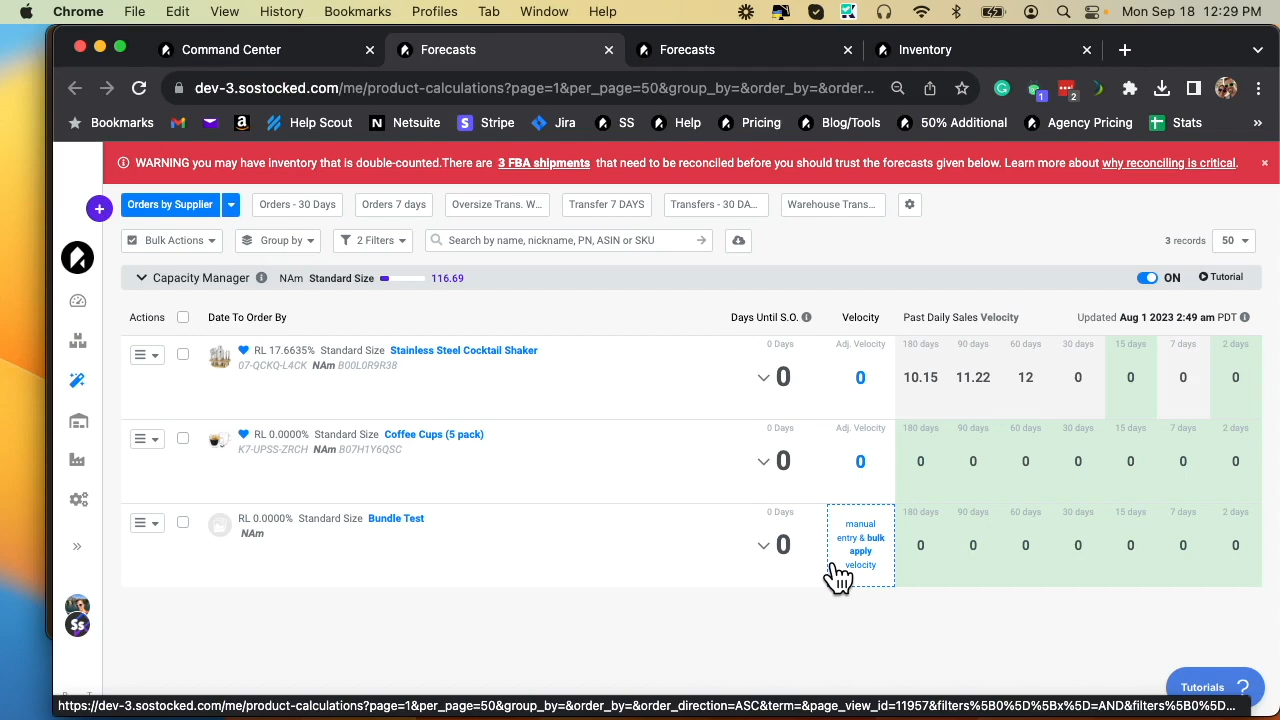 Chrome File Edit View History Bookmarks Profiles Tab Window Help Mon Sep 18 12:29 PM
Command Center Forecasts Forecasts Inventory
dev-3.sostocked.com/me/product-calculations?page=1&per_page=50&group_by=&order_by=&order... 1 2
Bookmarks Help Scout Netsuite Stripe Jira SS Help Pricing Blog/Tools 50% Additional Agency Pricing Stats »
WARNING you may have inventory that is double-counted.There are 3 FBA shipments that need to be reconciled before you should trust the forecasts given below. Learn more about why reconciling is critical.
Orders by Supplier Orders - 30 Days Orders 7 days Oversize Trans. W... Transfer 7 DAYS Transfers - 30 DA... Warehouse Trans...
Bulk Actions Group by 2 Filters Search by name, nickname, PN, ASIN or SKU 3 records 50
Capacity Manager NAm Standard Size 116.69 ON Tutorial
Actions Date To Order By Days Until S.O. Velocity Past Daily Sales Velocity Updated Aug 1 2023 2:49 am PDT
0 Days Adj. Velocity 180 days 90 days 60 days 30 days 15 days 7 days 2 days
RL 17.6635% Standard Size Stainless Steel Cocktail Shaker
07-QCKQ-L4CK NAm B00L0R9R38
0 0 10.15 11.22 12 0 0 0 0
0 Days Adj. Velocity 180 days 90 days 60 days 30 days 15 days 7 days 2 days
RL 0.0000% Standard Size Coffee Cups (5 pack)
K7-UPSS-ZRCH NAm B07H1Y6QSC
0 0 0 0 0 0 0 0 0
0 Days 180 days 90 days 60 days 30 days 15 days 7 days 2 days
RL 0.0000% Standard Size Bundle Test
NAm
manual
entry & bulk
apply
velocity
0 0 0 0 0 0 0 0
Ss
Tutorials ?
https://dev-3.sostocked.com/me/product-calculations?page=1&per_page=50&group_by=&order_by=&order_direction=ASC&term=&page_view_id=11957&filters%5B0%5D%5Bx%5D=AND&filters%5B0%5D...